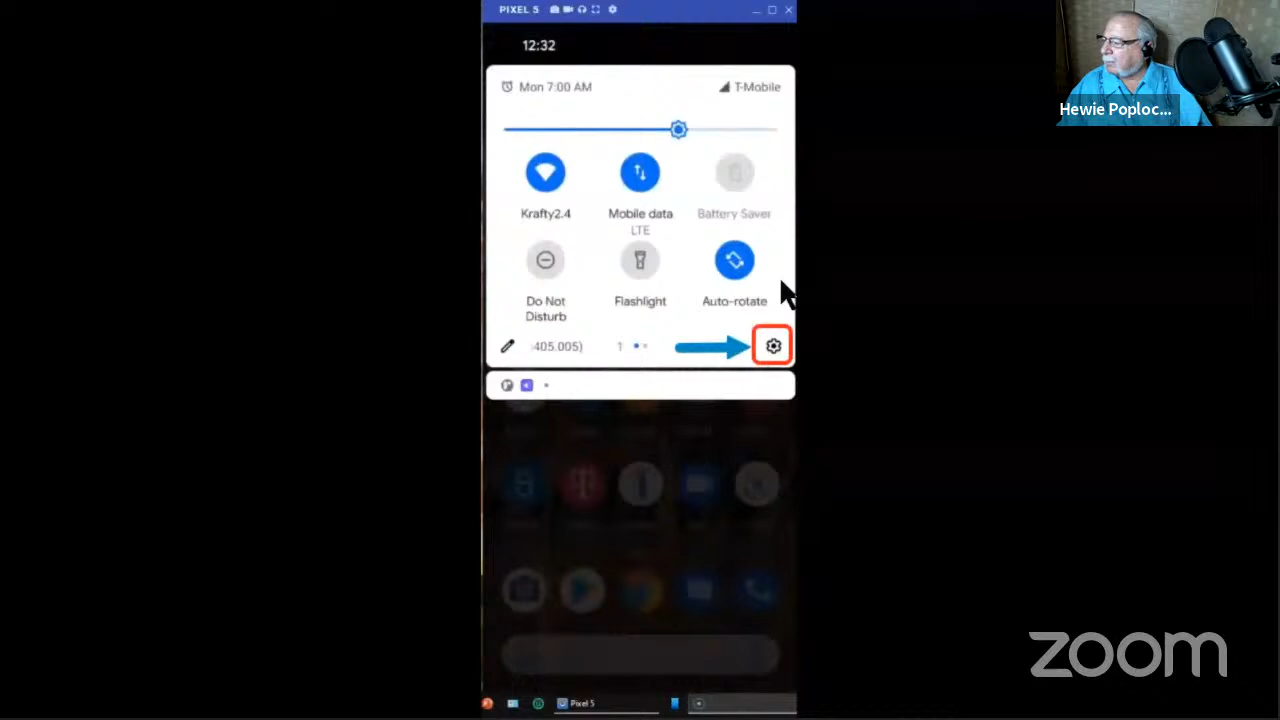 PIXEL 5
12:32
Mon 7:00 AM
T-Mobile
Krafty2.4
Mobile data
LTE
Battery Saver
Do Not
Disturb
Flashlight
Auto-rotate
405.005)
Pixel 5
Hewie Poploc...
zoom